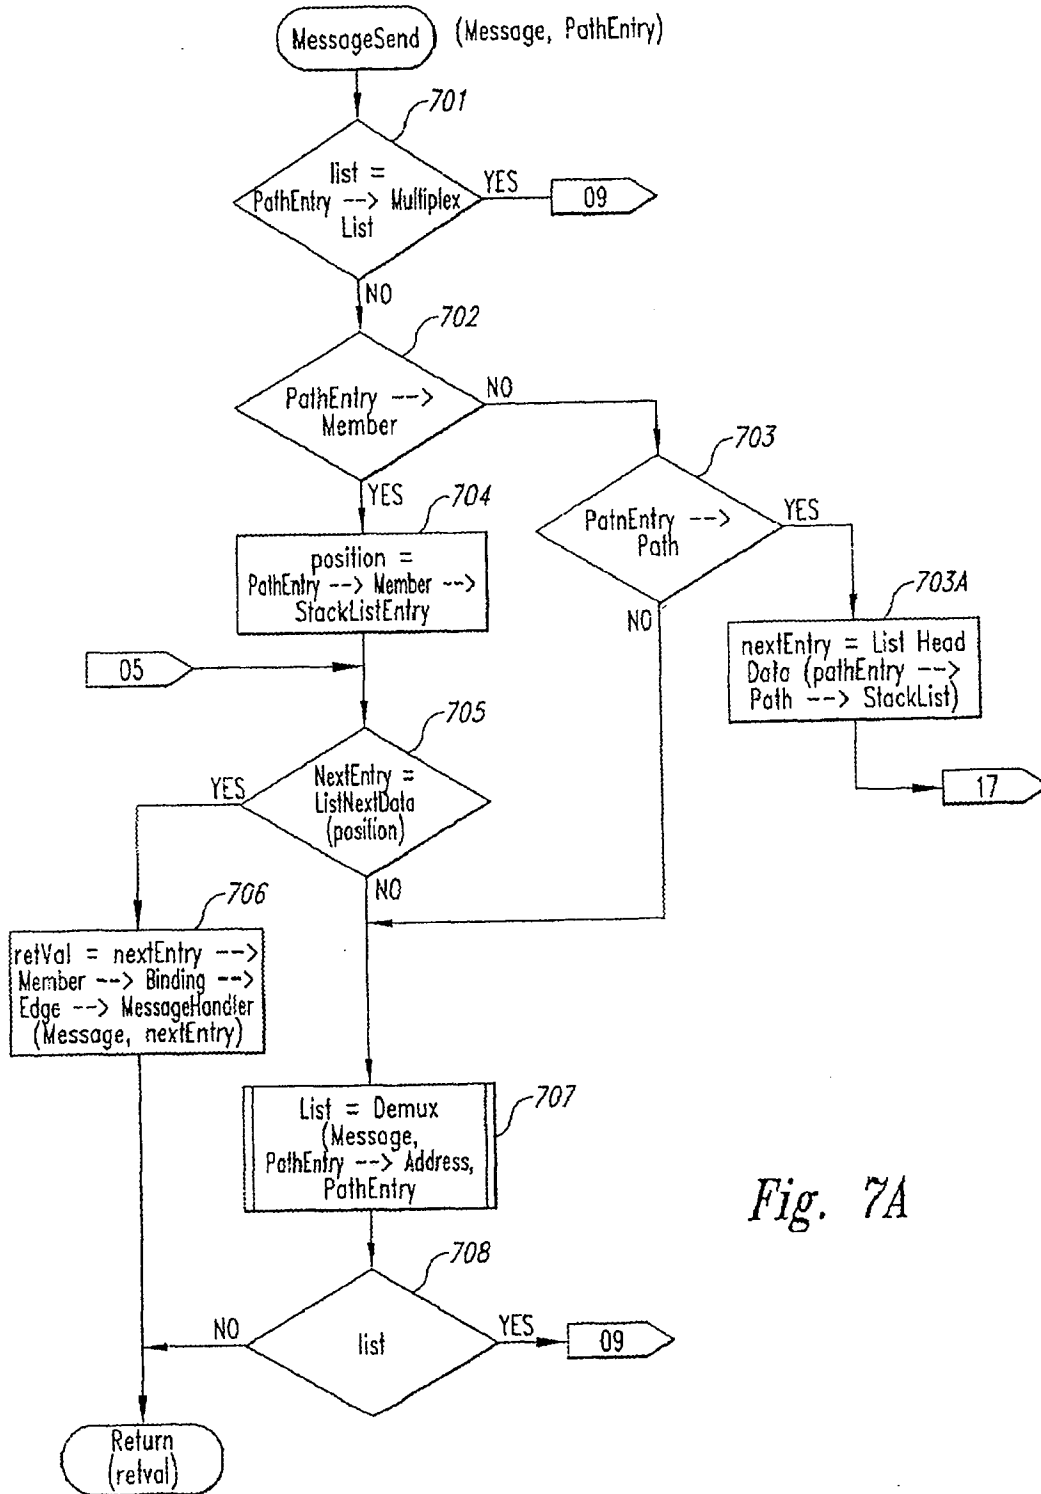 MessageSend (Message, PathEntry)
701
list =
PathEntry --> Multiplex
List
YES
09
NO
702
PathEntry -->
Member
NO
703
YES
704
PatnEntry -->
Path
YES
position =
PathEntry --> Member -->
StackListEntry
NO
703A
nextEntry = List Head
Data (pathEntry -->
Path --> StackList)
05
705
YES
NextEntry =
ListNextData
(position)
17
NO
706
retVal = nextEntry -->
Member --> Binding -->
Edge --> MessageHandler
(Message, nextEntry)
707
List = Demux
(Message,
PathEntry --> Address,
PathEntry
Fig. 7A
708
NO
list
YES
09
Return
(retval)